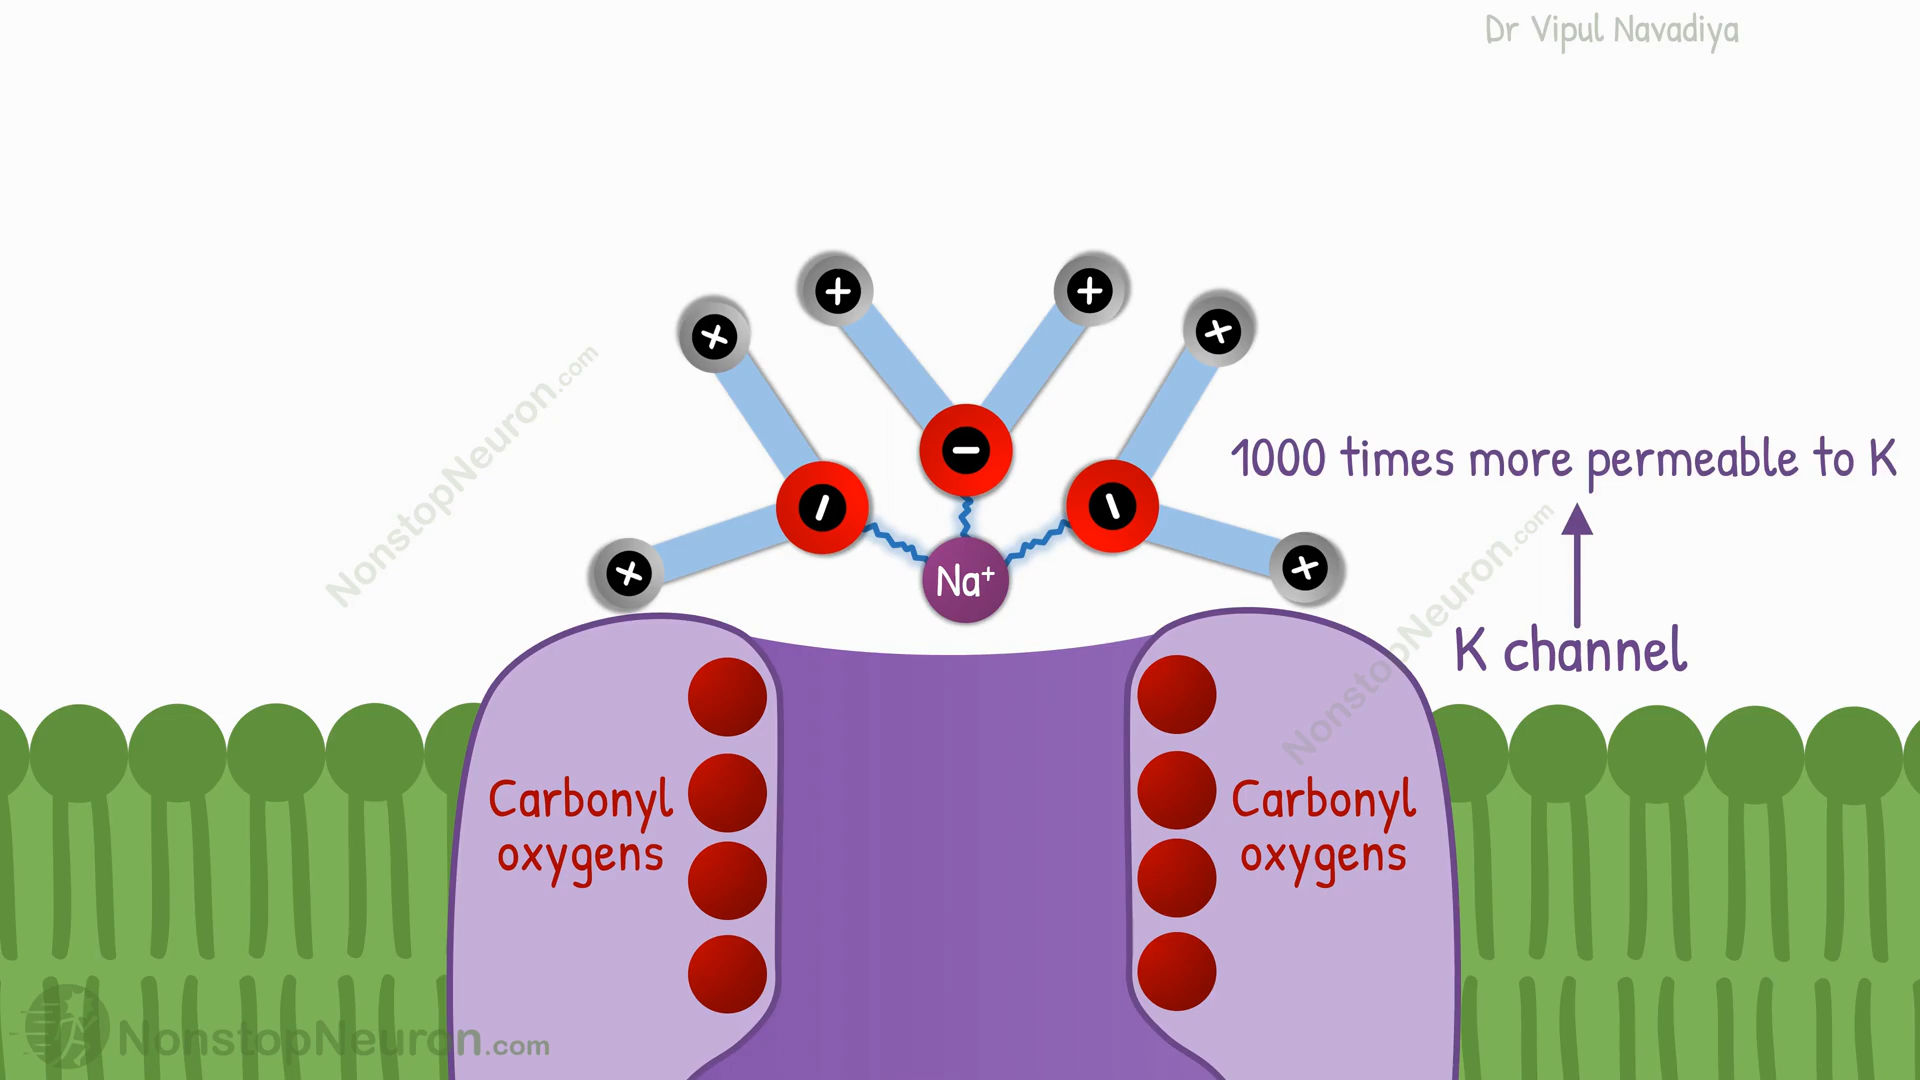 Dr Vipul Navadiya
NonstopNeuron.com
+
+
+
+
−
1000 times more permeable to K
−
−
NonstopNeuron.com
+
Na⁺
+
K channel
Carbonyl
oxygens
Carbonyl
oxygens
NonstopNeuron.com